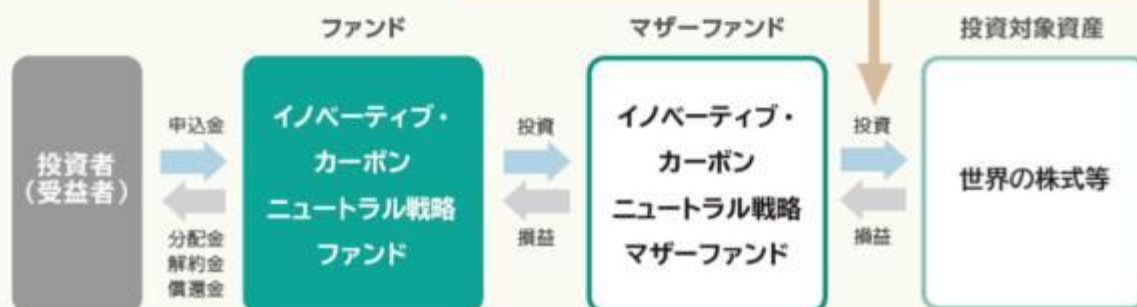 ファンド
マザーファンド
投資対象資産
投資者
（受益者）
申込金
分配金
解約金
償還金
イノベーティブ・
カーボン
ニュートラル戦略
ファンド
投資
損益
イノベーティブ・
カーボン
ニュートラル戦略
マザーファンド
投資
損益
世界の株式等